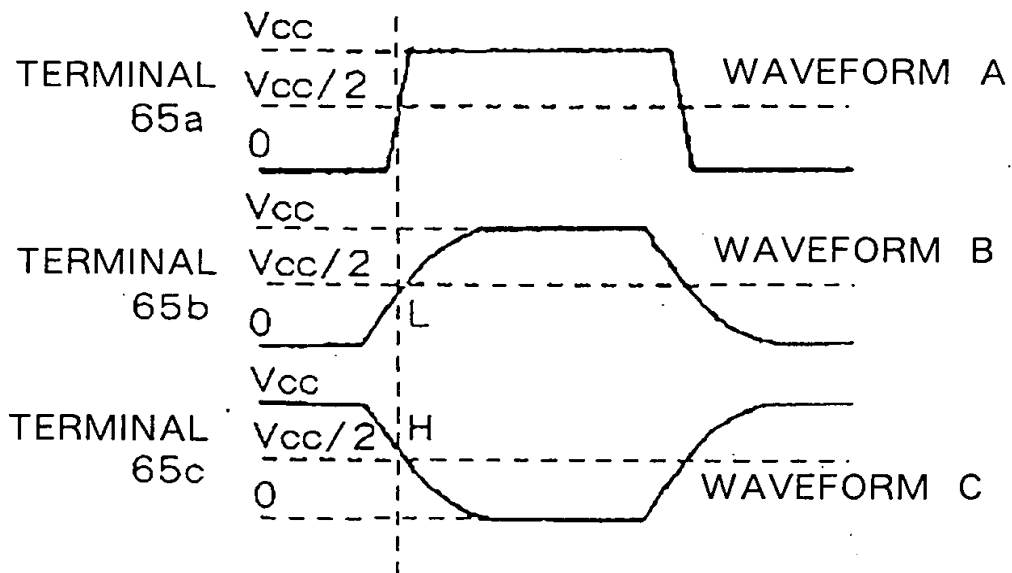 Vcc
TERMINAL
65a
Vcc/2
0
WAVEFORM A
Vcc
TERMINAL
65b
Vcc/2
L
0
WAVEFORM B
Vcc
TERMINAL
65c
Vcc/2
H
0
WAVEFORM C